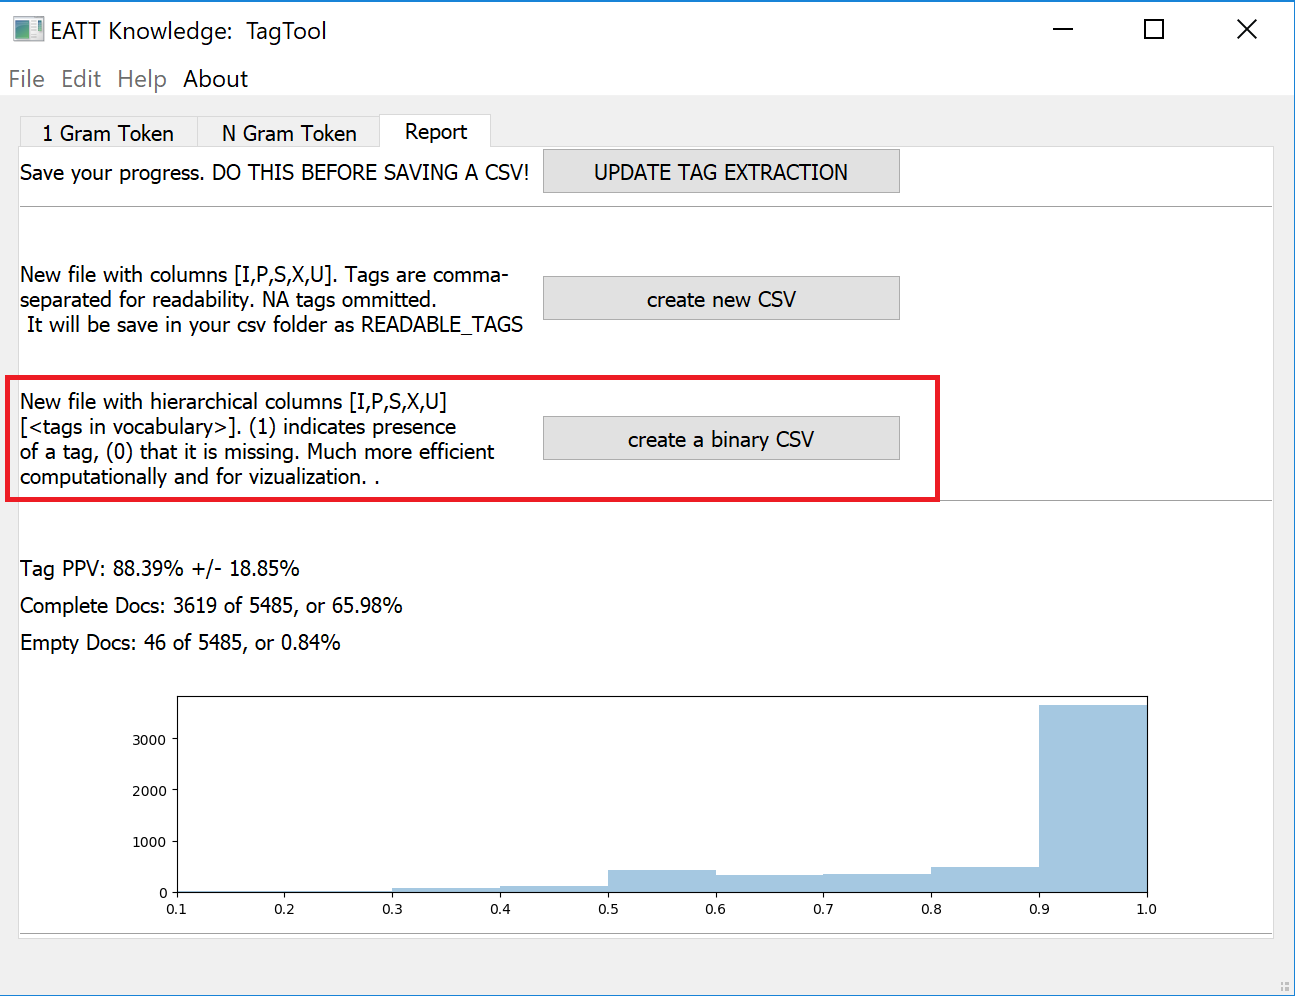 EATT Knowledge: TagTool
File Edit Help About
1 Gram Token N Gram Token Report
Save your progress. DO THIS BEFORE SAVING A CSV! UPDATE TAG EXTRACTION
New file with columns [I,P,S,X,U]. Tags are comma-
separated for readability. NA tags ommitted.
It will be save in your csv folder as READABLE_TAGS
create new CSV
New file with hierarchical columns [I,P,S,X,U]
[<tags in vocabulary>]. (1) indicates presence
of a tag, (0) that it is missing. Much more efficient
computationally and for vizualization. .
create a binary CSV
Tag PPV: 88.39% +/- 18.85%
Complete Docs: 3619 of 5485, or 65.98%
Empty Docs: 46 of 5485, or 0.84%
3000
2000
1000
0
0.1 0.2 0.3 0.4 0.5 0.6 0.7 0.8 0.9 1.0